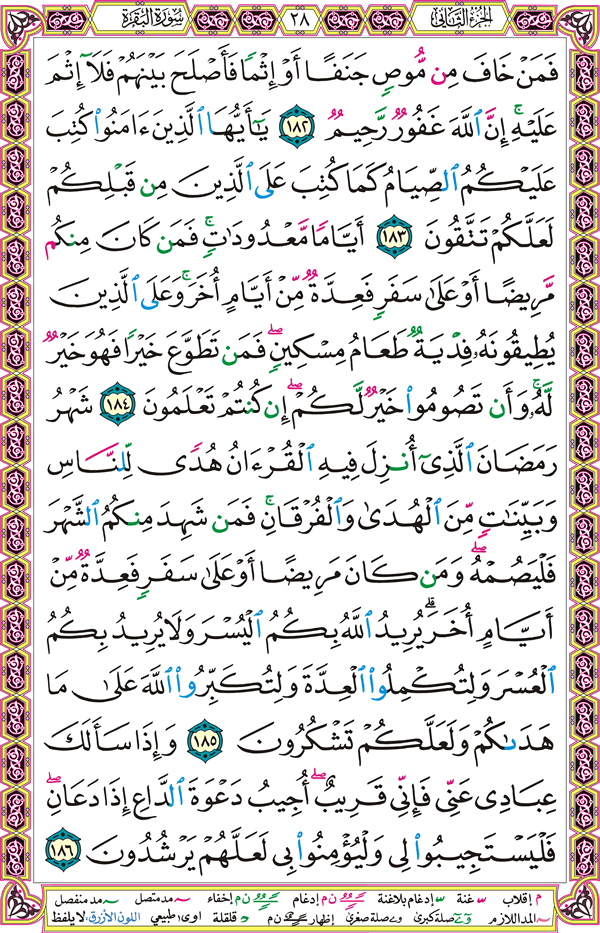 الجزء الثاني ٢٨ سورة البقرة
فَمَنْ خَافَ مِن مُّوصٍ جَنَفًا أَوْ إِثْمًا فَأَصْلَحَ بَيْنَهُمْ فَلَآ إِثْمَ
عَلَيْهِ ۚ إِنَّ ٱللَّهَ غَفُورٌ رَّحِيمٌ ١٨٢ يَٰٓأَيُّهَا ٱلَّذِينَ ءَامَنُوا۟ كُتِبَ
عَلَيْكُمُ ٱلصِّيَامُ كَمَا كُتِبَ عَلَى ٱلَّذِينَ مِن قَبْلِكُمْ
لَعَلَّكُمْ تَتَّقُونَ ١٨٣ أَيَّامًا مَّعْدُودَٰتٍ ۚ فَمَن كَانَ مِنكُم
مَّرِيضًا أَوْ عَلَىٰ سَفَرٍ فَعِدَّةٌ مِّنْ أَيَّامٍ أُخَرَ ۚ وَعَلَى ٱلَّذِينَ
يُطِيقُونَهُۥ فِدْيَةٌ طَعَامُ مِسْكِينٍ ۖ فَمَن تَطَوَّعَ خَيْرًا فَهُوَ خَيْرٌ
لَّهُۥ ۚ وَأَن تَصُومُوا۟ خَيْرٌ لَّكُمْ ۖ إِن كُنتُمْ تَعْلَمُونَ ١٨٤ شَهْرُ
رَمَضَانَ ٱلَّذِىٓ أُنزِلَ فِيهِ ٱلْقُرْءَانُ هُدًى لِّلنَّاسِ
وَبَيِّنَٰتٍ مِّنَ ٱلْهُدَىٰ وَٱلْفُرْقَانِ ۚ فَمَن شَهِدَ مِنكُمُ ٱلشَّهْرَ
فَلْيَصُمْهُ ۖ وَمَن كَانَ مَرِيضًا أَوْ عَلَىٰ سَفَرٍ فَعِدَّةٌ مِّنْ
أَيَّامٍ أُخَرَ ۗ يُرِيدُ ٱللَّهُ بِكُمُ ٱلْيُسْرَ وَلَا يُرِيدُ بِكُمُ
ٱلْعُسْرَ وَلِتُكْمِلُوا۟ ٱلْعِدَّةَ وَلِتُكَبِّرُوا۟ ٱللَّهَ عَلَىٰ مَا
هَدَىٰكُمْ وَلَعَلَّكُمْ تَشْكُرُونَ ١٨٥ وَإِذَا سَأَلَكَ
عِبَادِى عَنِّى فَإِنِّى قَرِيبٌ ۖ أُجِيبُ دَعْوَةَ ٱلدَّاعِ إِذَا دَعَانِ ۖ
فَلْيَسْتَجِيبُوا۟ لِى وَلْيُؤْمِنُوا۟ بِى لَعَلَّهُمْ يَرْشُدُونَ ١٨٦
م إقلاب غنة إدغام بلاغنة ن م إدغام ن م إخفاء مد متصل مد منفصل
المد اللازم صلة كبرى صلة صغرى إظهار ن م قلقلة اوى: طبيعي اللون الأزرق: لا يلفظ